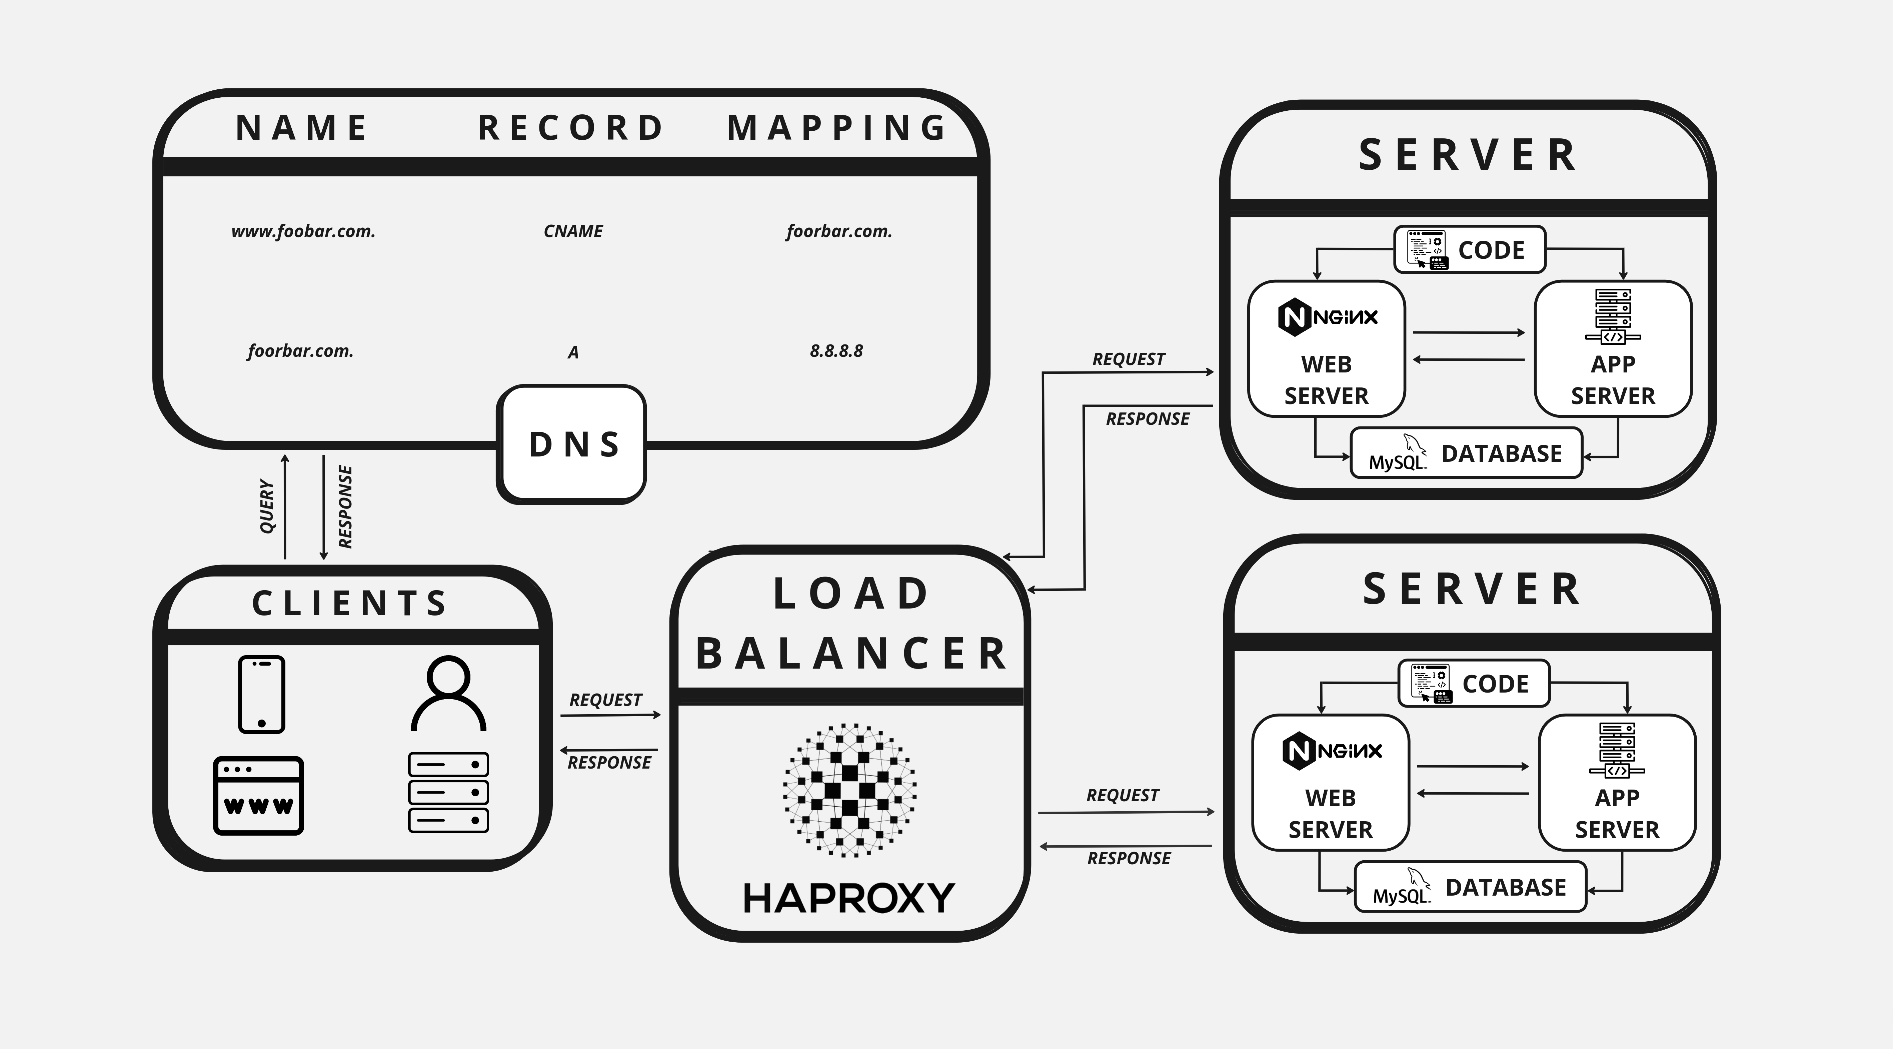 NAME RECORD MAPPING
www.foobar.com. CNAME foorbar.com.
foorbar.com. A 8.8.8.8
DNS
QUERY
RESPONSE
CLIENTS
WWW
REQUEST
RESPONSE
LOAD
BALANCER
HAPROXY
REQUEST
RESPONSE
REQUEST
RESPONSE
SERVER
CODE
NGINX
WEB
SERVER
APP
SERVER
MySQL. DATABASE
SERVER
CODE
NGINX
WEB
SERVER
APP
SERVER
MySQL. DATABASE